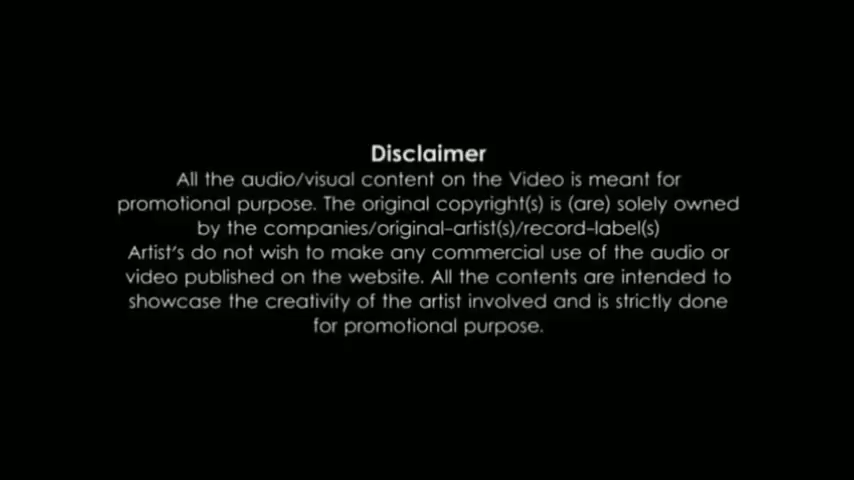 Disclaimer
All the audio/visual content on the Video is meant for
promotional purpose. The original copyright(s) is (are) solely owned
by the companies/original-artist(s)/record-label(s)
Artist's do not wish to make any commercial use of the audio or
video published on the website. All the contents are intended to
showcase the creativity of the artist involved and is strictly done
for promotional purpose.